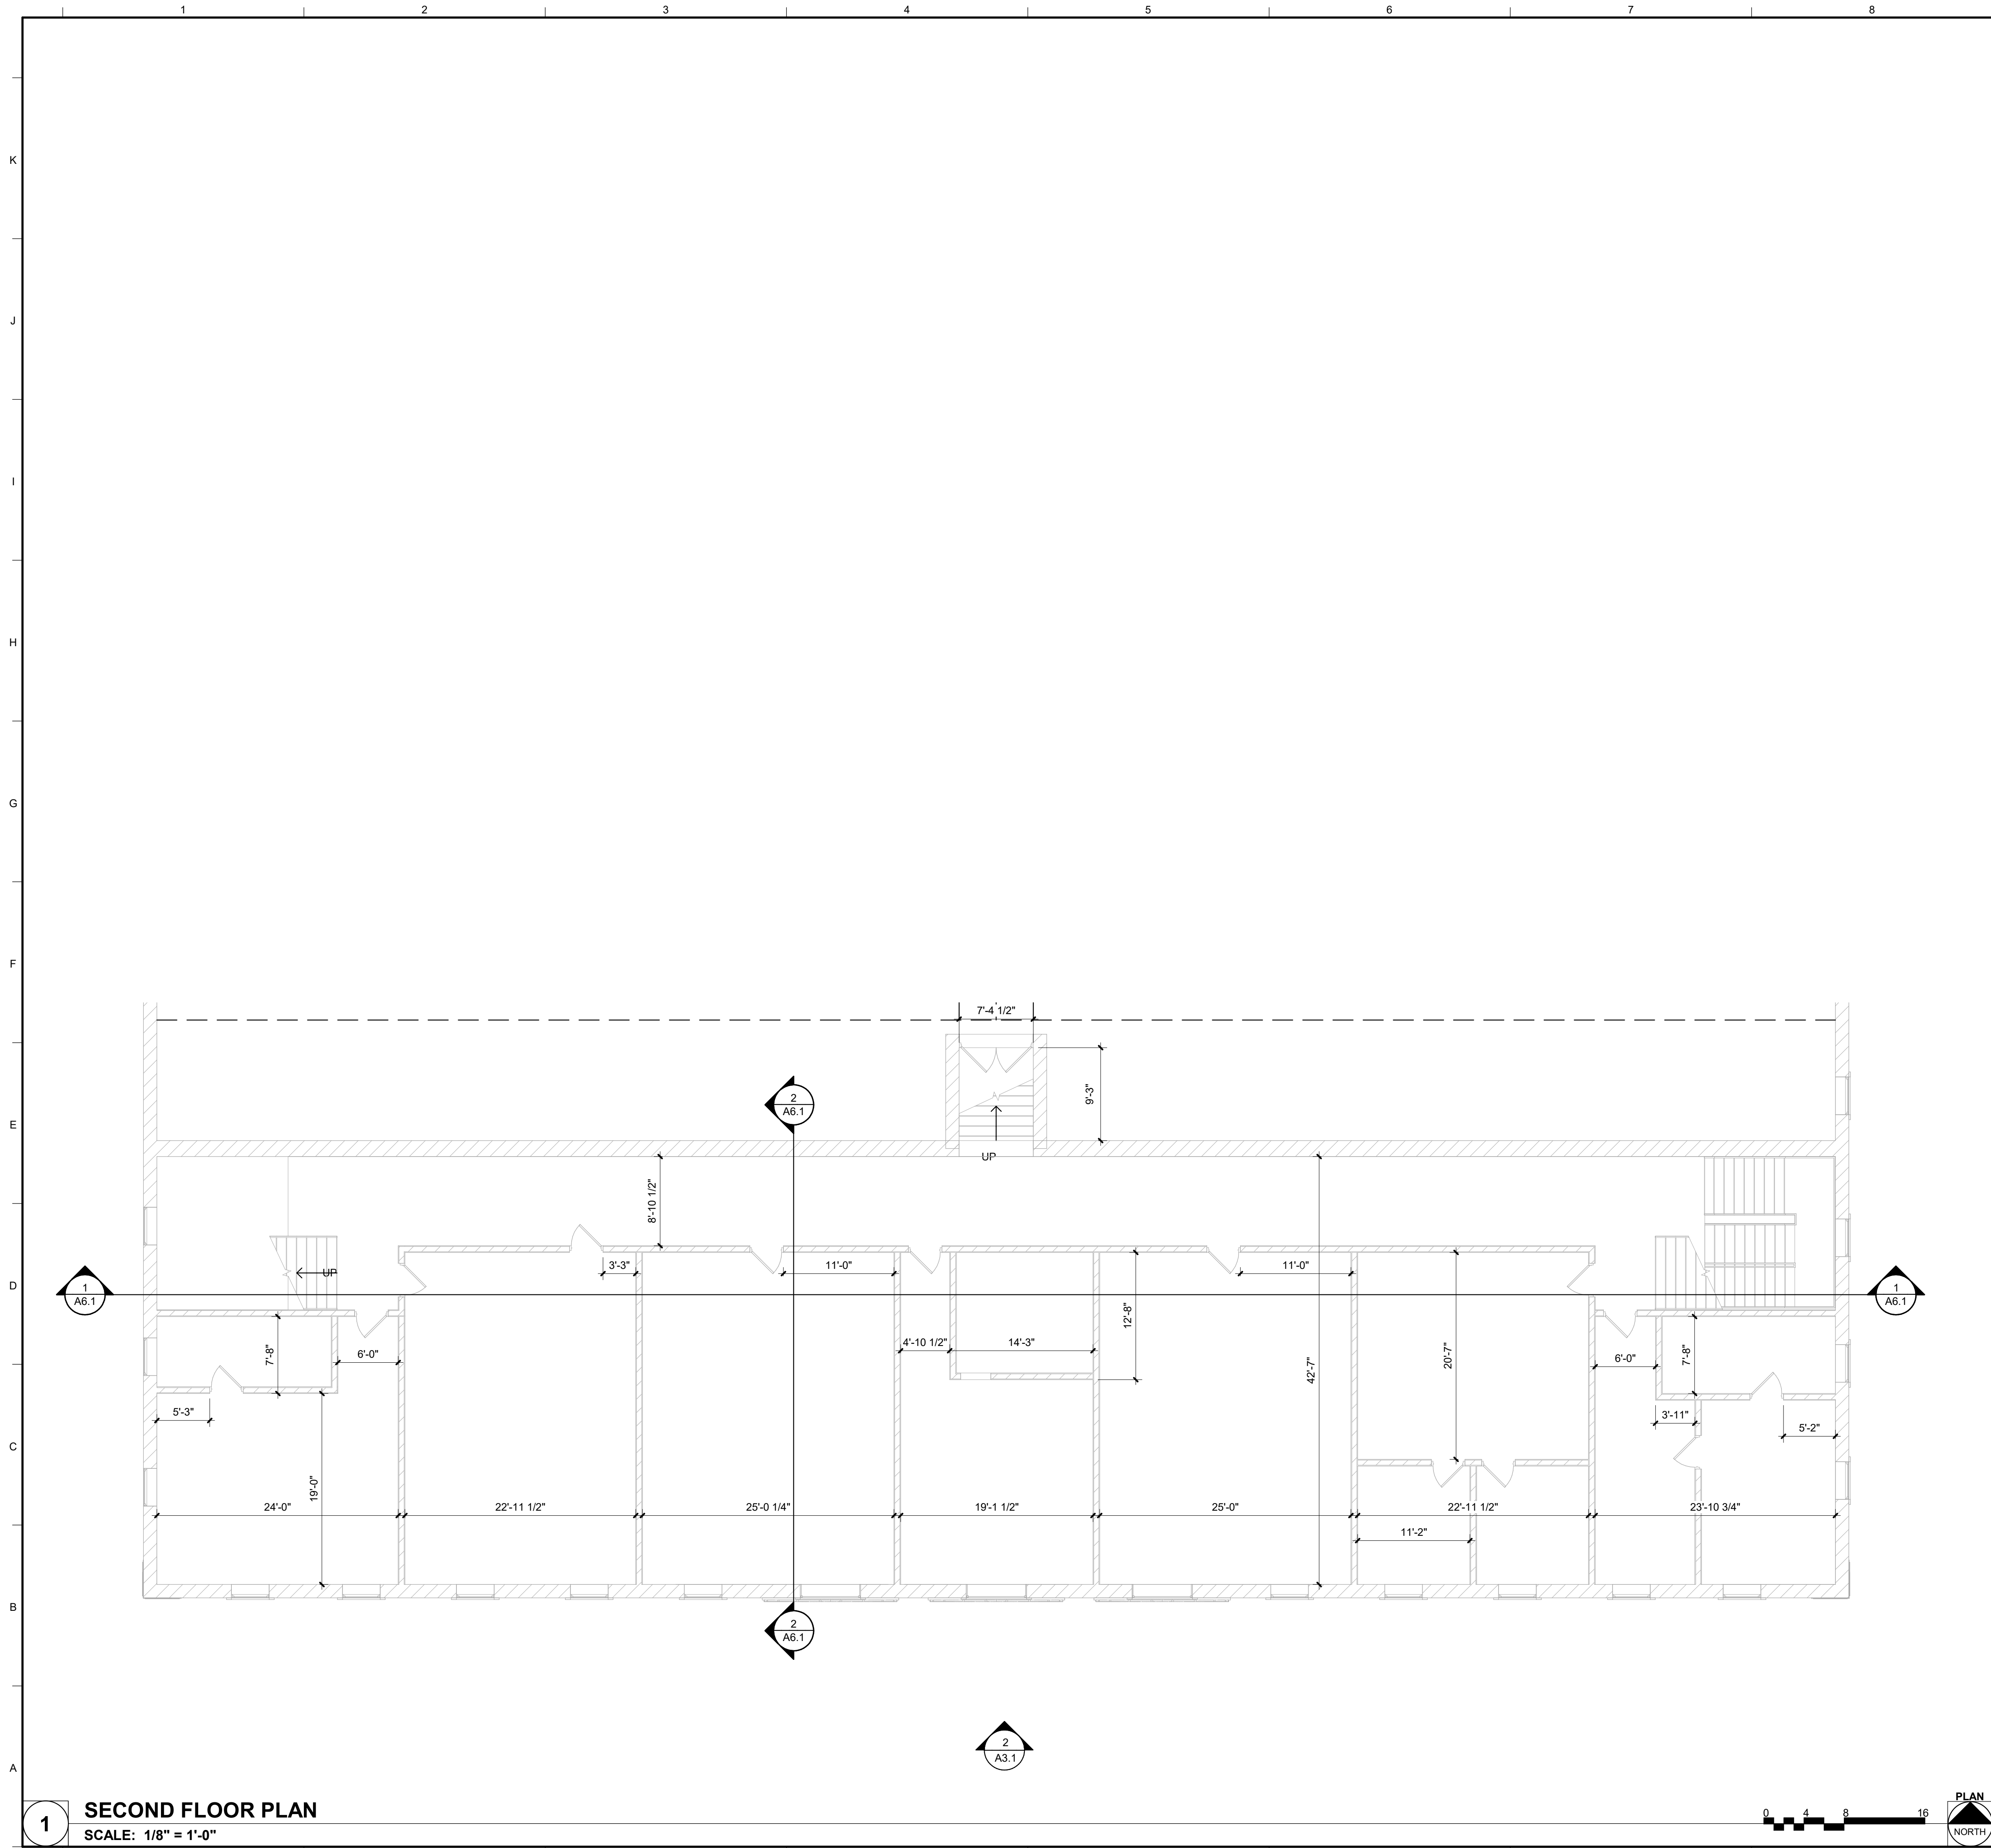 1 2 3 4 5 6 7 8
K
J
I
H
G
F
E
D
C
B
A
7'-4 1/2"
9'-3"
2
A6.1
UP
8'-10 1/2"
UP
3'-3"
11'-0"
11'-0"
1
A6.1
1
A6.1
12'-8"
4'-10 1/2" 14'-3"
7'-8"
6'-0"
42'-7"
20'-7"
6'-0"
7'-8"
5'-3"
3'-11"
5'-2"
19'-0"
24'-0" 22'-11 1/2" 25'-0 1/4" 19'-1 1/2" 25'-0" 22'-11 1/2" 23'-10 3/4"
11'-2"
2
A6.1
2
A3.1
1
SECOND FLOOR PLAN
SCALE: 1/8" = 1'-0"
0 4 8 16
PLAN
NORTH